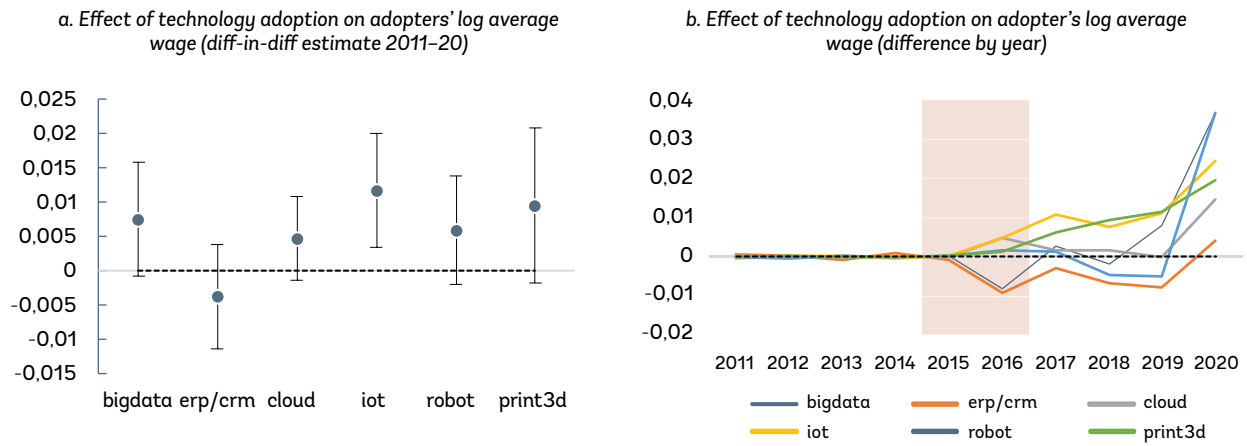 a. Effect of technology adoption on adopters’ log average
wage (diff-in-diff estimate 2011–20)
0,025
0,02
0,015
0,01
0,005
0
-0,005
-0,01
-0,015
bigdata erp/crm cloud iot robot print3d
b. Effect of technology adoption on adopter’s log average
wage (difference by year)
0,04
0,03
0,02
0,01
0
-0,01
-0,02
2011 2012 2013 2014 2015 2016 2017 2018 2019 2020
bigdata erp/crm cloud
iot robot print3d